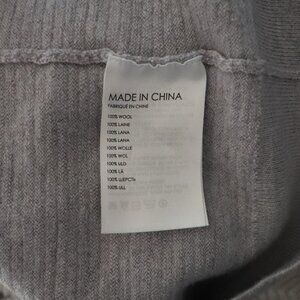 MADE IN CHINA
FABRIQUÉ EN CHINE
100% WOOL
100% LAINE
100% LANA
100% LANA
100% WOLLE
100% WOL
100% ULD
100% LÃ
100% ШЕРСТЬ
100% ULL